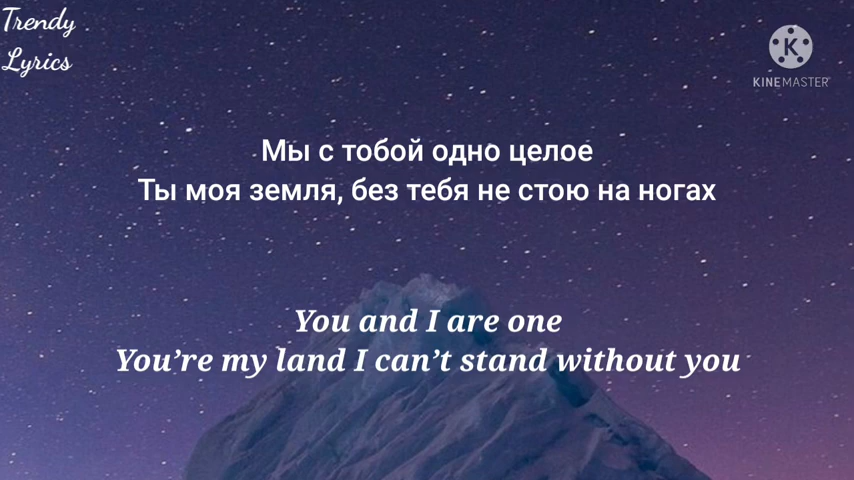 Trendy
Lyrics
K
KINEMASTER
Мы с тобой одно целое
Ты моя земля, без тебя не стою на ногах
You and I are one
You’re my land I can’t stand without you